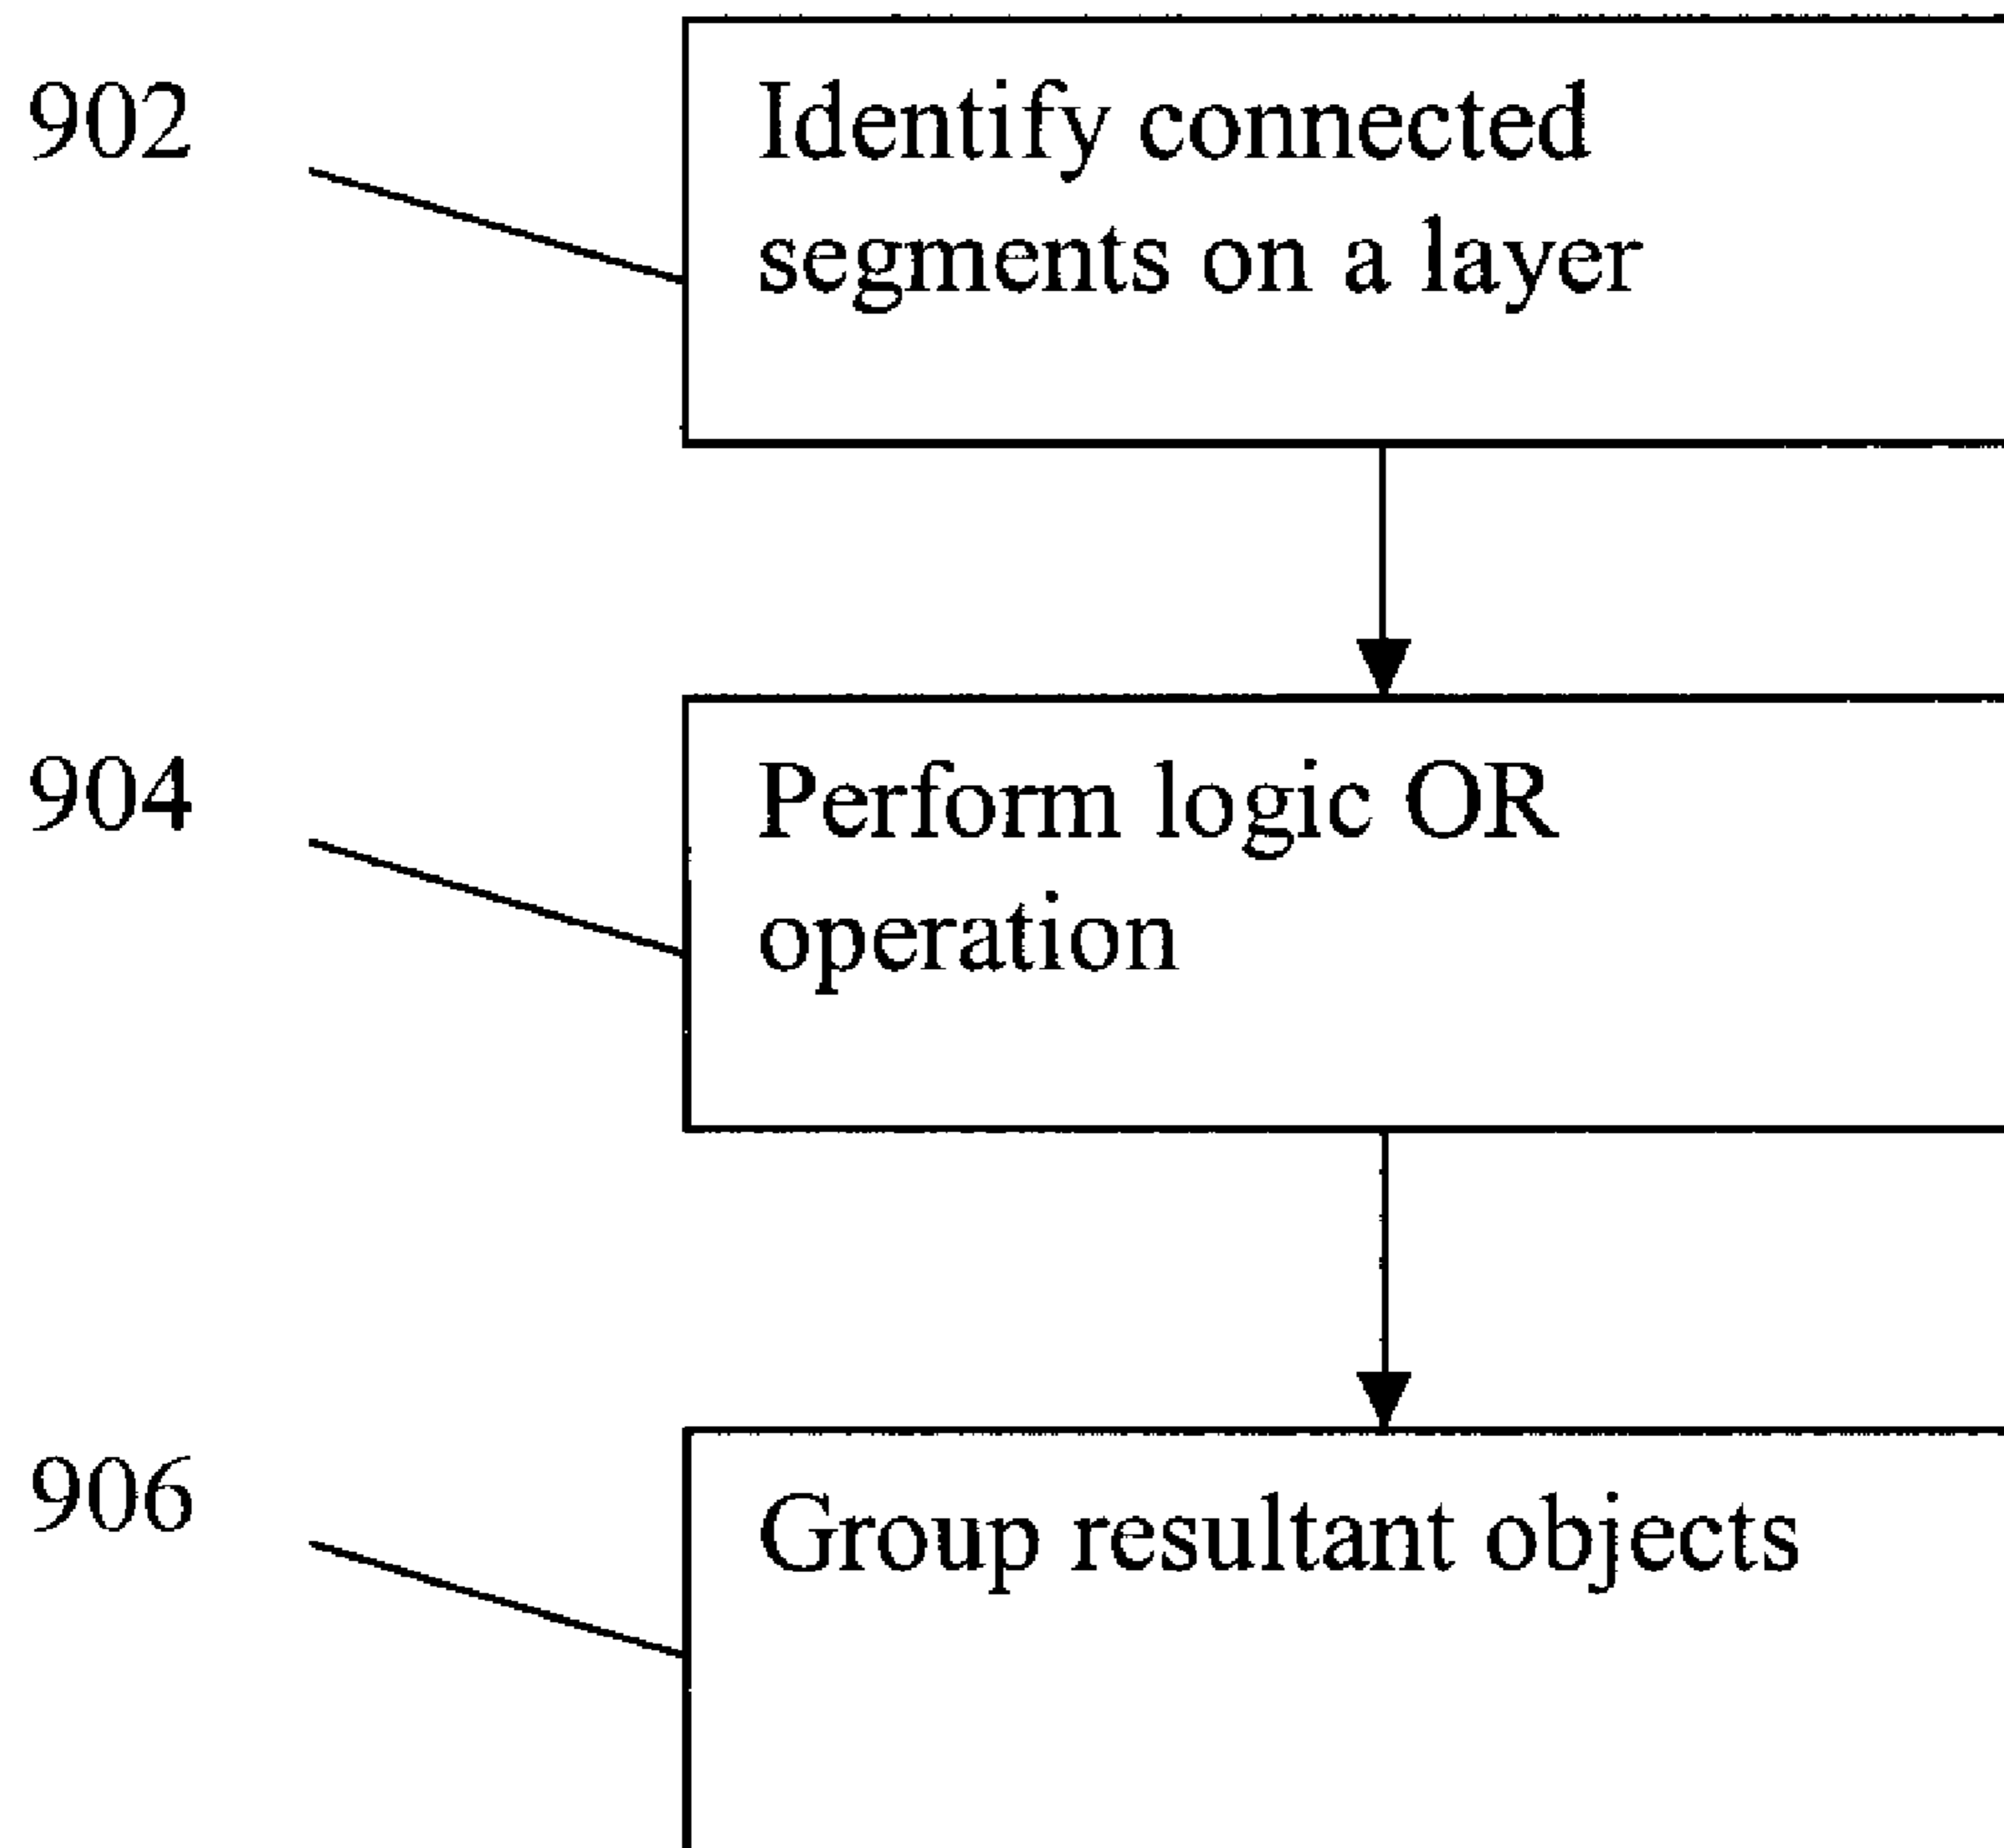 902
Identify connected
segments on a layer
904
Perform logic OR
operation
906
Group resultant objects